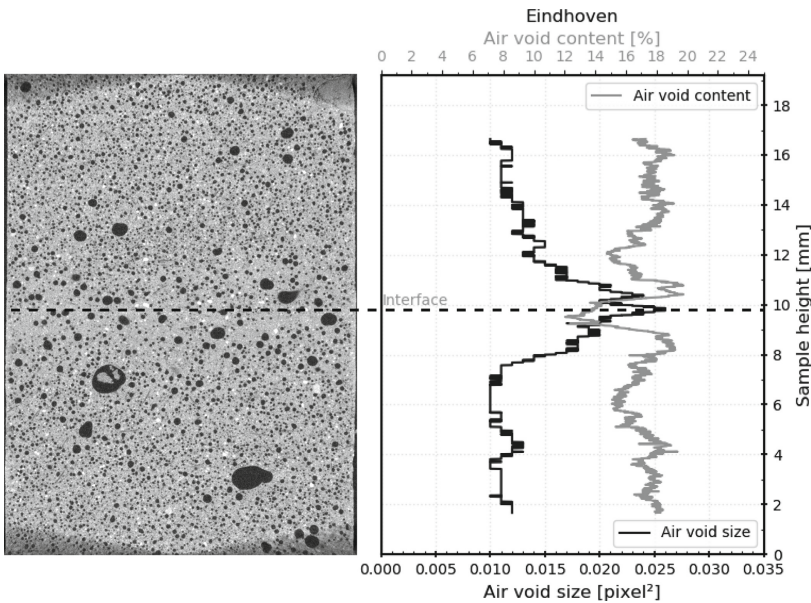 Eindhoven
Air void content [%]
0 2 4 6 8 10 12 14 16 18 20 22 24
Air void content
18
16
14
12
10
8
6
4
2
0
Sample height [mm]
Interface
Air void size
0.000 0.005 0.010 0.015 0.020 0.025 0.030 0.035
Air void size [pixel²]